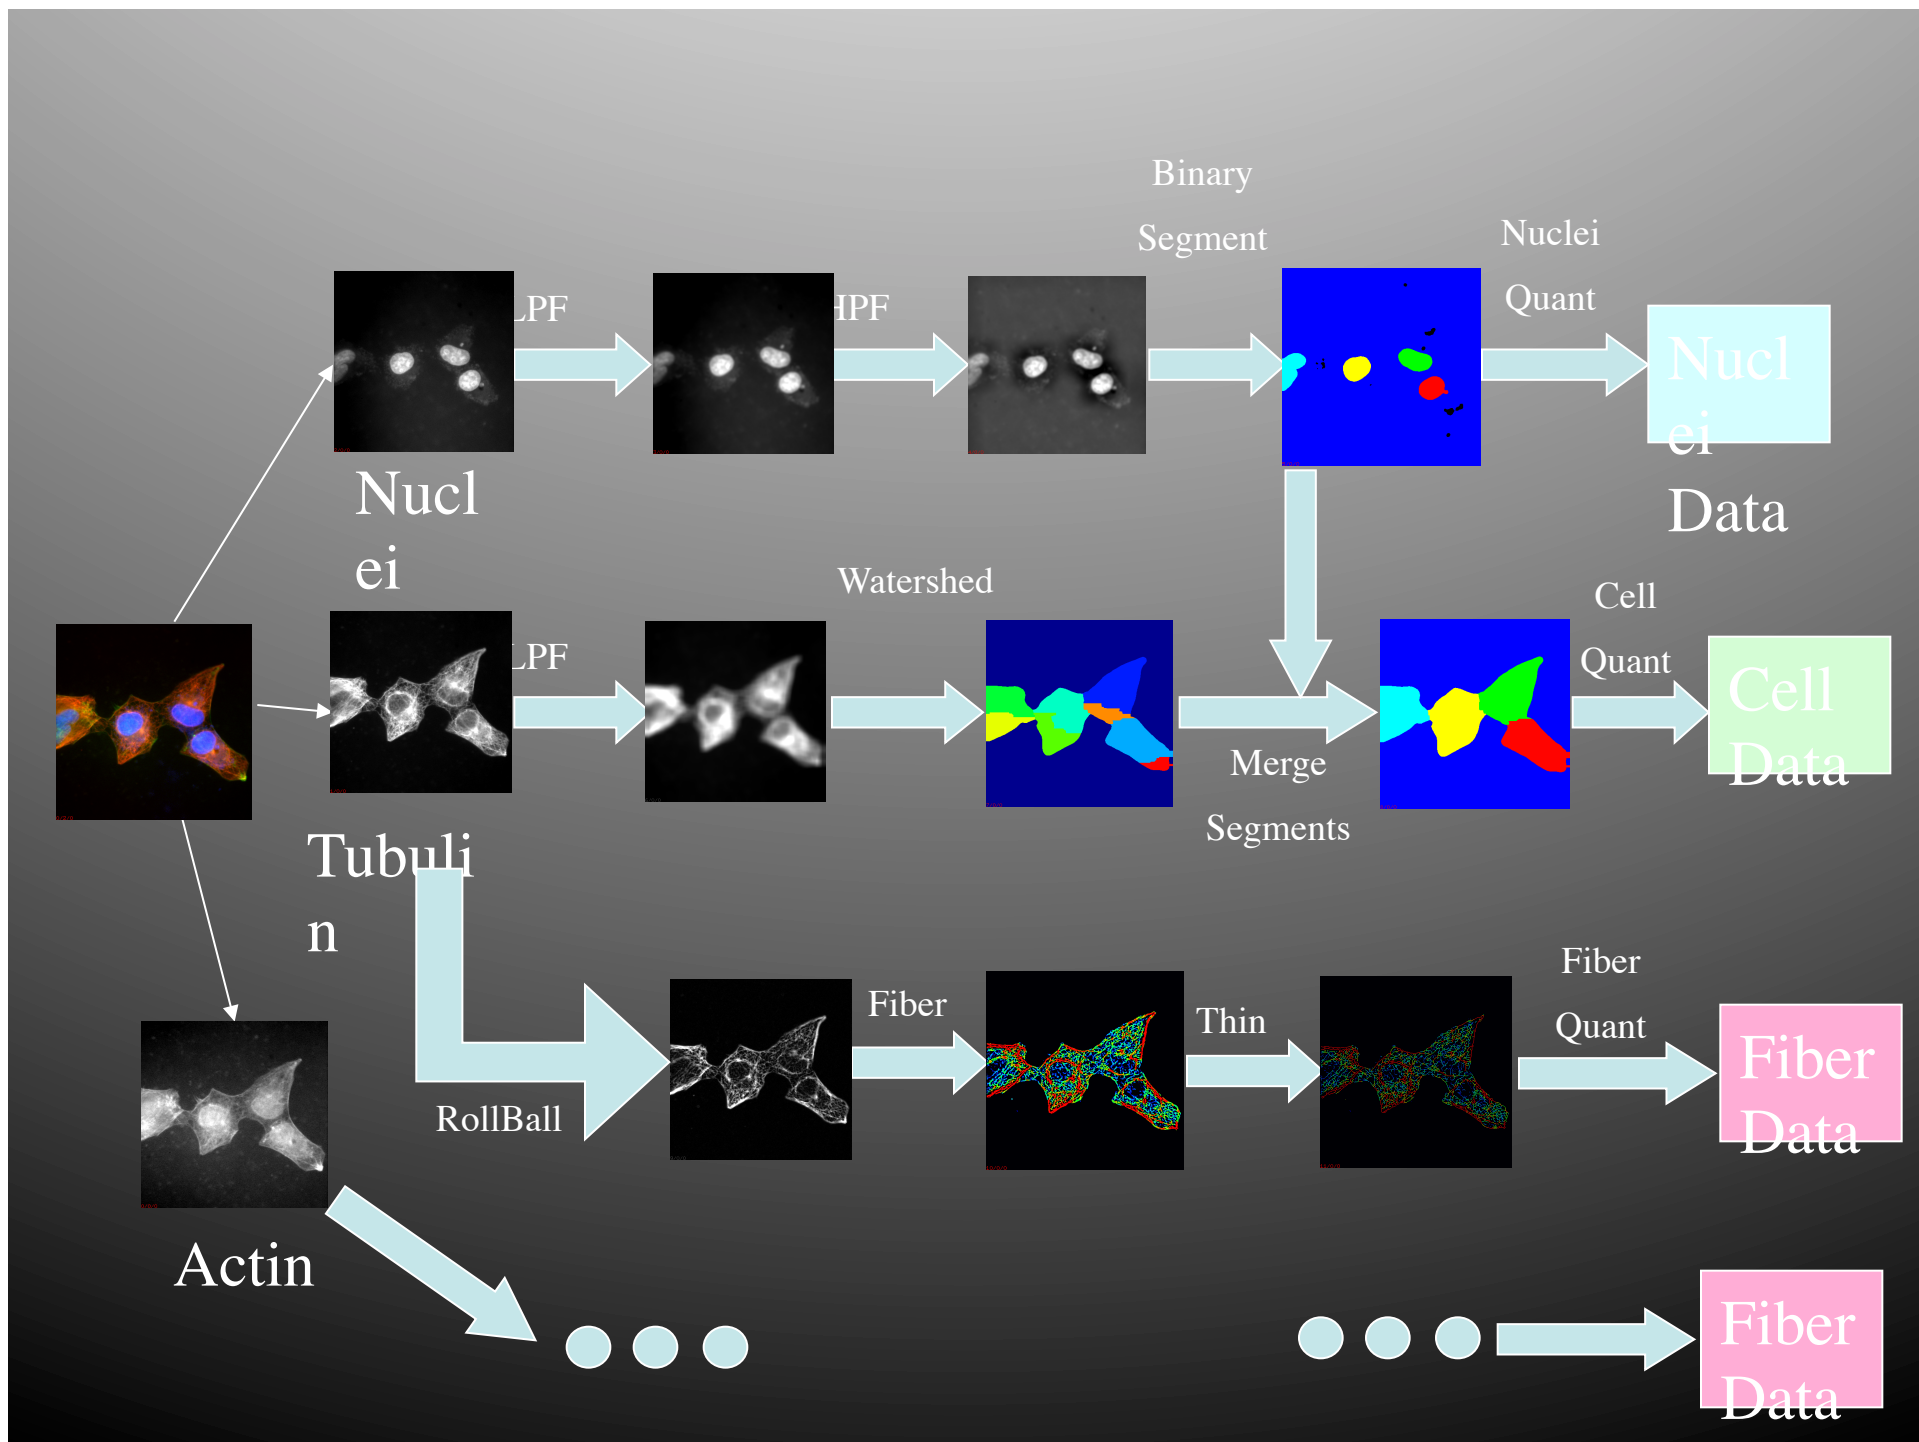 Binary
Segment
Nuclei
Quant
LPF
HPF
Nucl
ei
Data
Nucl
ei
Watershed
Cell
Quant
LPF
Cell
Data
Merge
Segments
Tubuli
n
Fiber
Quant
Fiber
Thin
Fiber
Data
RollBall
Actin
Fiber
Data